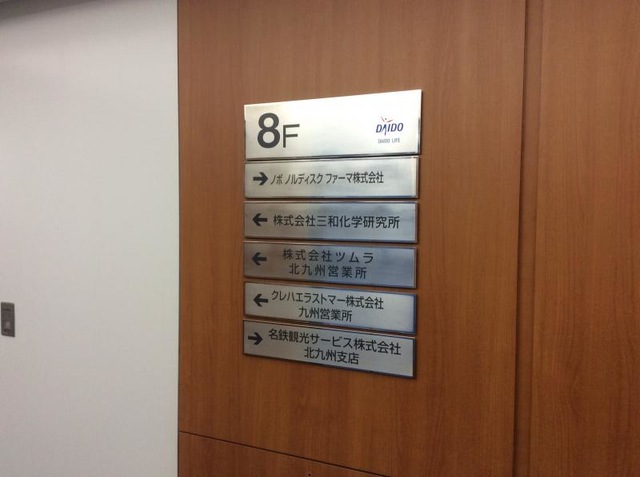 8F
DAIDO
DAIDO LIFE
→ノボ ノルディスク ファーマ株式会社
← 株式会社三和化学研究所
← 株式会社ツムラ
北九州営業所
← クレハエラストマー株式会社
九州営業所
→ 名鉄観光サービス株式会社
北九州支店